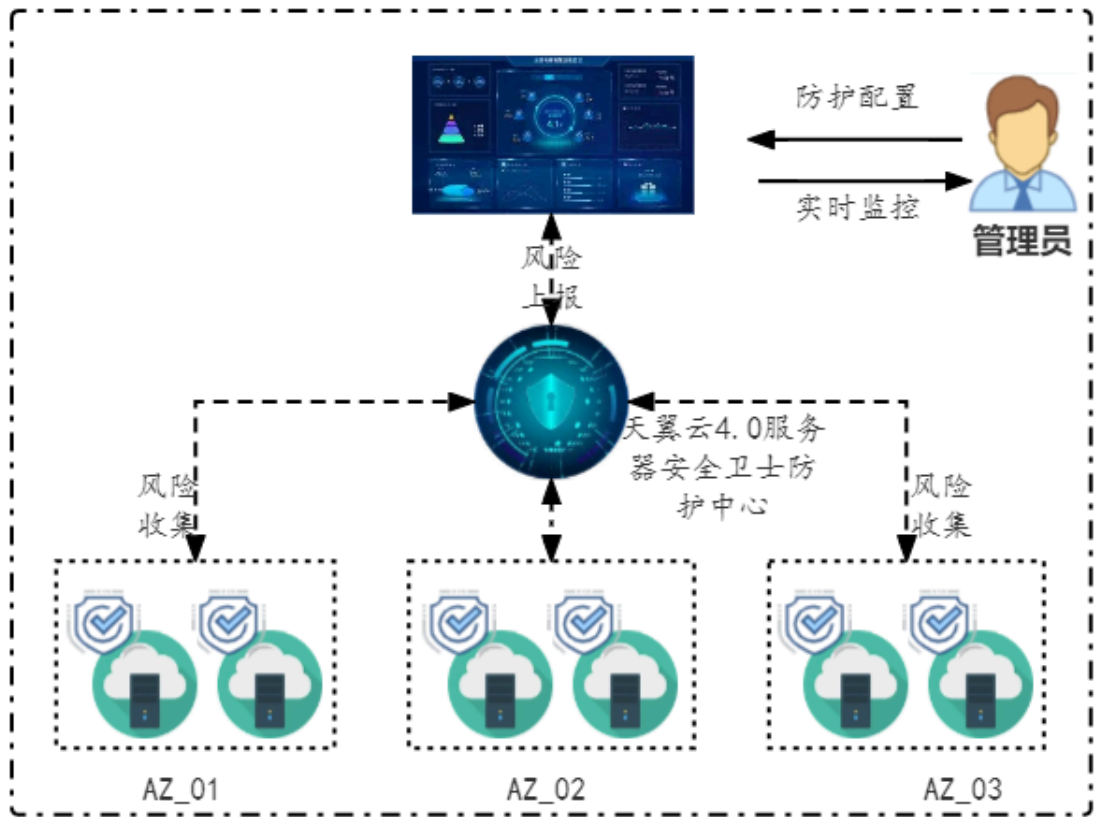 防护配置
实时监控
管理员
风险
上报
天翼云4.0服务
器安全卫士防
护中心
风险
收集
风险
收集
AZ_01
AZ_02
AZ_03